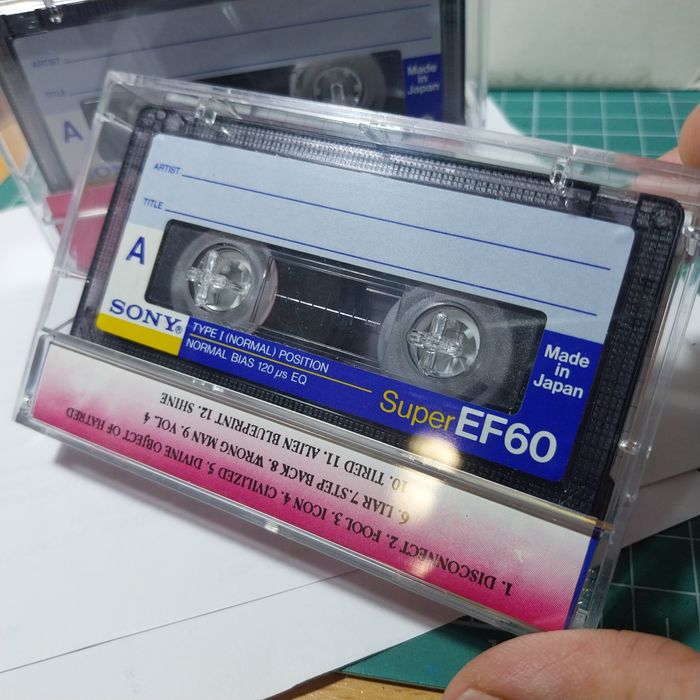 Made
in
Japan
A
ARTIST
TITLE
A
SONY®
TYPE I (NORMAL) POSITION
NORMAL BIAS 120 µs EQ
Super EF60
Made
in
Japan
1. DISCONNECT 2. FOOL 3. ICON 4. CIVILIZED 5. DIVINE OBJECT OF HATRED
6. LIAR 7.STEP BACK 8. WRONG MAN 9. VOL. 4
10. TIRED 11. ALIEN BLUEPRINT 12. SHINE